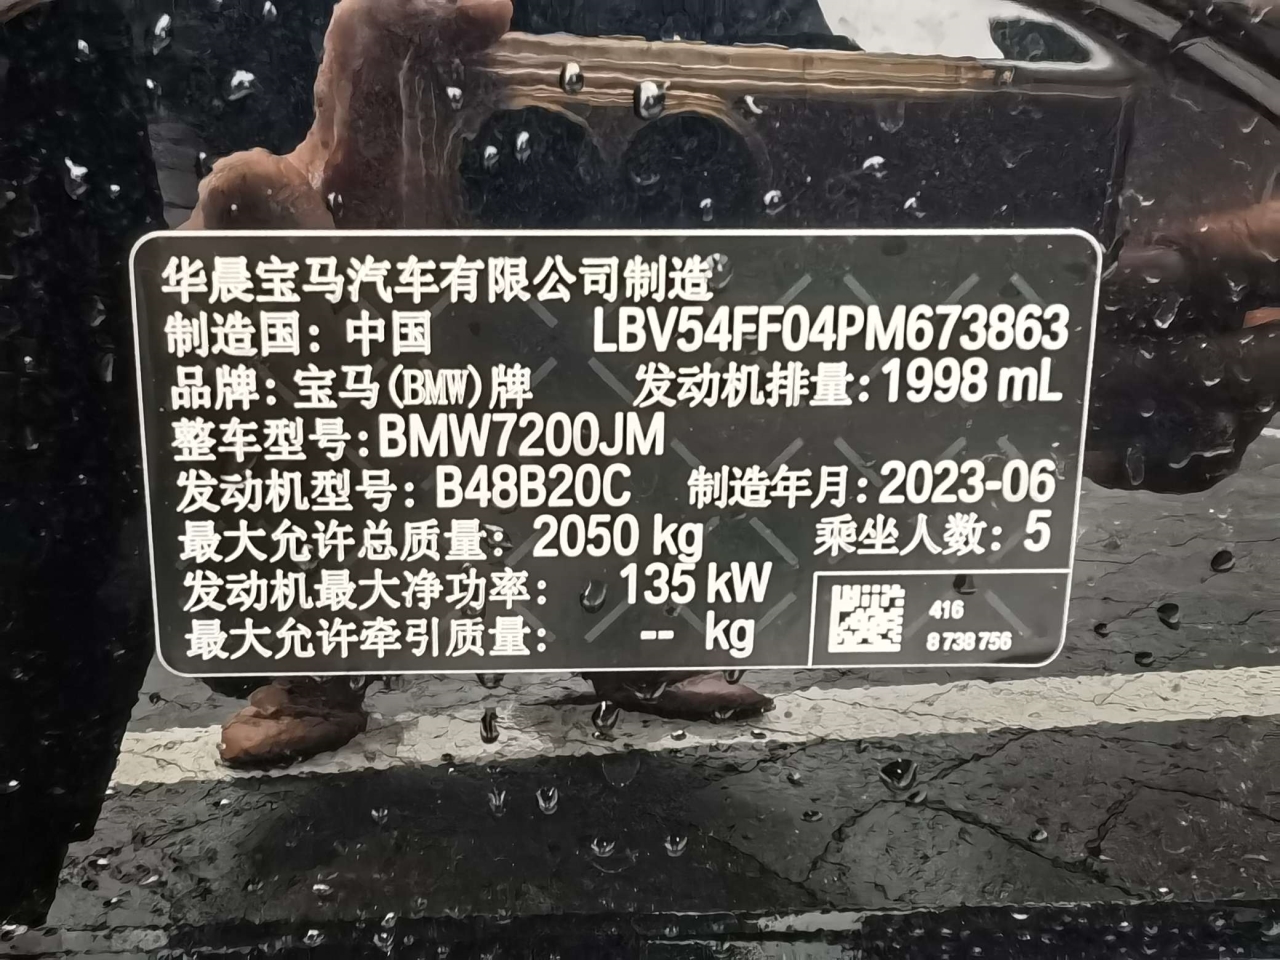 华晨宝马汽车有限公司制造
制造国：中国 LBV54FF04PM673863
品牌：宝马(BMW)牌 发动机排量：1998 mL
整车型号：BMW7200JM
发动机型号：B48B20C 制造年月：2023-06
最大允许总质量：2050 kg 乘坐人数：5
发动机最大净功率：135 kW
最大允许牵引质量：-- kg
416
8738756